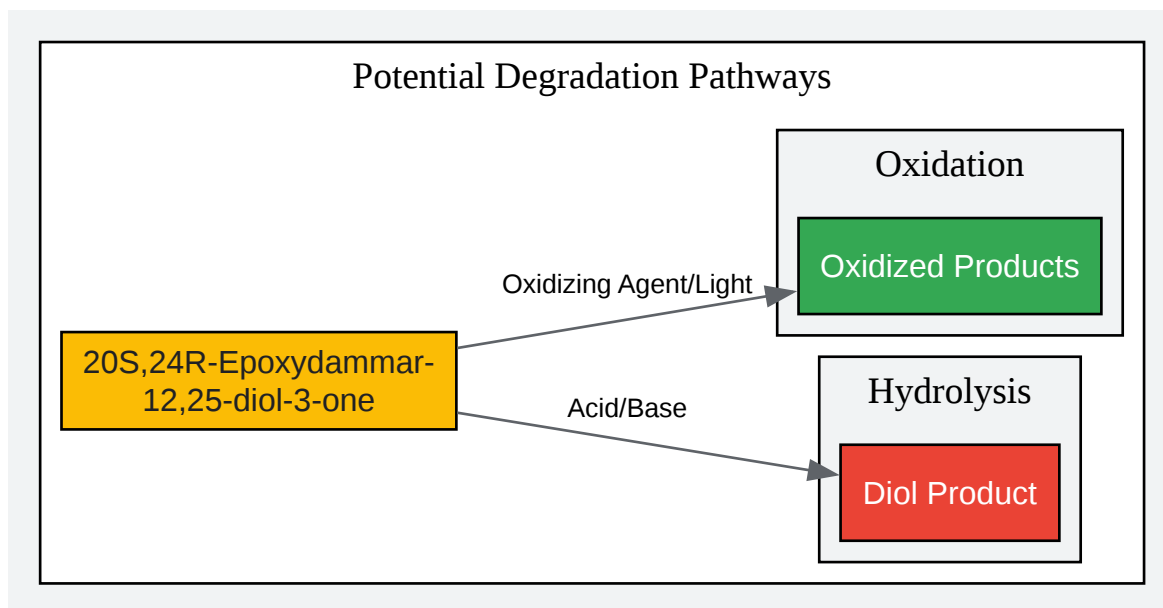 Potential Degradation Pathways
Oxidation
Oxidized Products
Oxidizing Agent/Light
20S,24R-Epoxydammar-
12,25-diol-3-one
Acid/Base
Hydrolysis
Diol Product